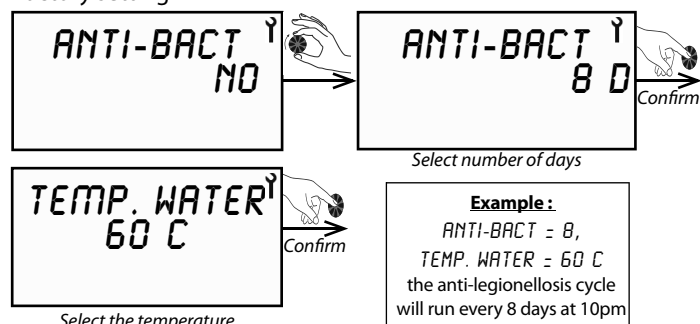 ANTI-BACT
NO
ANTI-BACT
8 D
Confirm
Select number of days
TEMP. WATER
60 C
Confirm
Select the temperature
Example :
ANTI-BACT = 8,
TEMP. WATER = 60 C
the anti-legionellosis cycle
will run every 8 days at 10pm